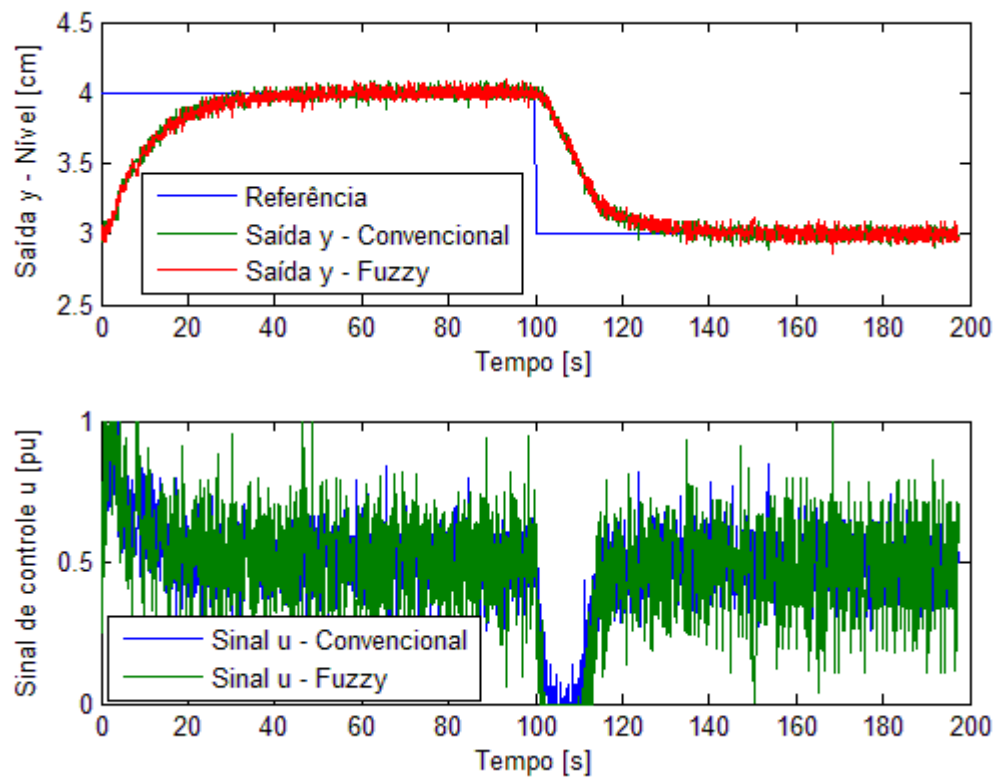 4.5
4
3.5
3
2.5
Saída y - Nível [cm]
Referência
Saída y - Convencional
Saída y - Fuzzy
0 20 40 60 80 100 120 140 160 180 200
Tempo [s]
1
0.5
0
Sinal de controle u [pu]
Sinal u - Convencional
Sinal u - Fuzzy
0 20 40 60 80 100 120 140 160 180 200
Tempo [s]